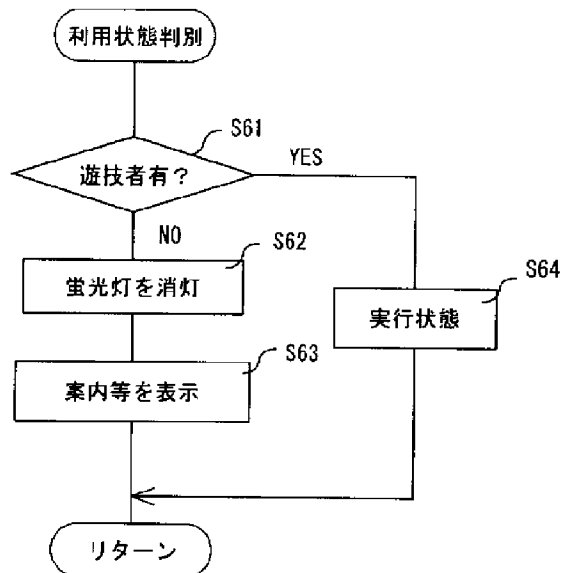 利用状態判別
S61
遊技者有?
YES
NO
S62
蛍光灯を消灯
S64
実行状態
S63
案内等を表示
リターン